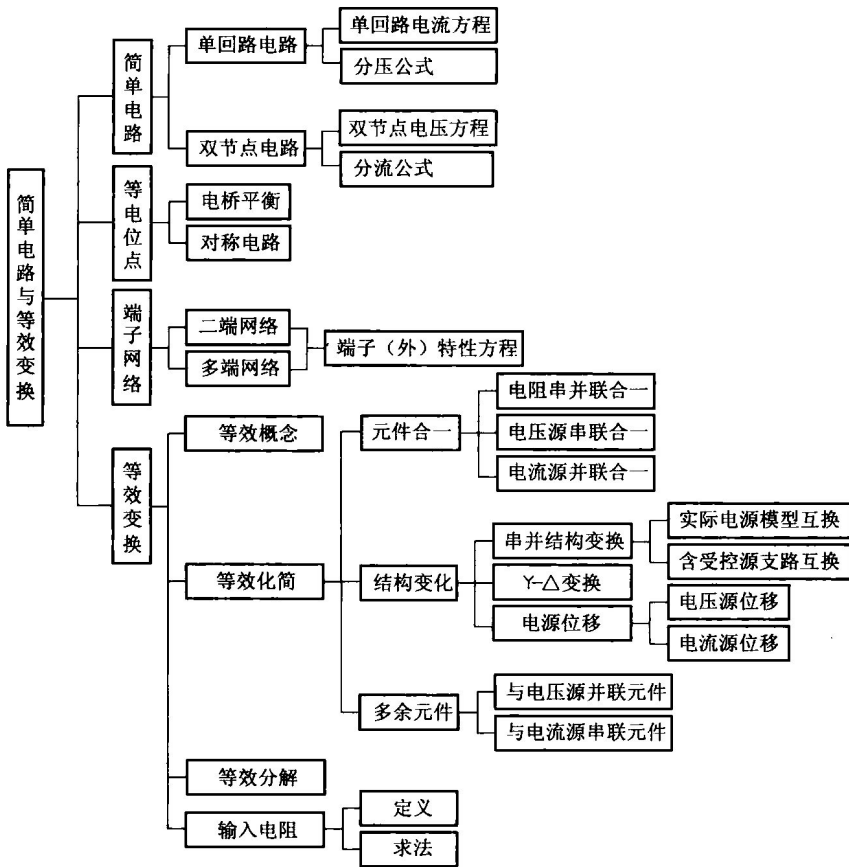 简单电路与等效变换
简单电路
单回路电路
单回路电流方程
分压公式
双节点电路
双节点电压方程
分流公式
等电位点
电桥平衡
对称电路
端子网络
二端网络
多端网络
端子（外）特性方程
等效变换
等效概念
等效化简
元件合一
电阻串并联合一
电压源串联合一
电流源并联合一
结构变化
串并结构变换
实际电源模型互换
含受控源支路互换
Y-△变换
电源位移
电压源位移
电流源位移
多余元件
与电压源并联元件
与电流源串联元件
等效分解
输入电阻
定义
求法